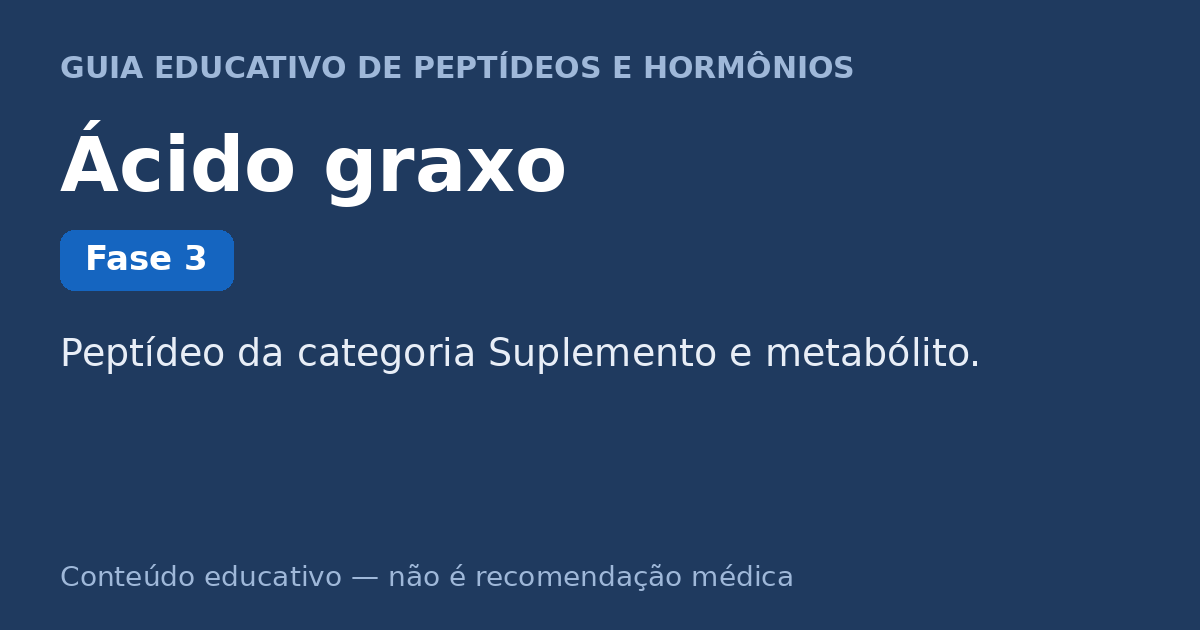 GUIA EDUCATIVO DE PEPTÍDEOS E HORMÔNIOS
Ácido graxo
Fase 3
Peptídeo da categoria Suplemento e metabólito.
Conteúdo educativo — não é recomendação médica